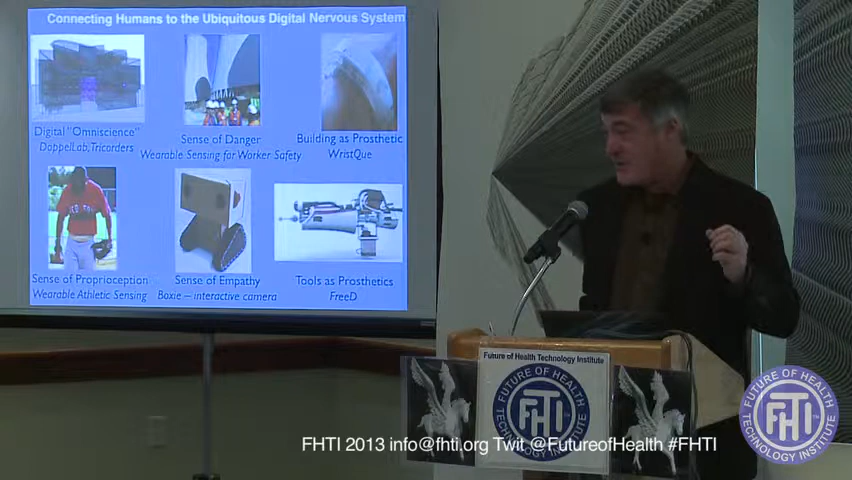 Connecting Humans to the Ubiquitous Digital Nervous System
Digital "Omniscience"
DoppelLab, Tricorders
Sense of Danger
Wearable Sensing for Worker Safety
Building as Prosthetic
WristQue
RED SOX
Sense of Proprioception
Wearable Athletic Sensing
Sense of Empathy
Boxie – interactive camera
Tools as Prosthetics
FreeD
Future of Health Technology Institute
FUTURE OF HEALTH
FHTI
TECHNOLOGY INSTITUTE
FUTURE OF HEALTH
FHTI
TECHNOLOGY INSTITUTE
FHTI 2013 info@fhti.org Twit @FutureofHealth #FHTI